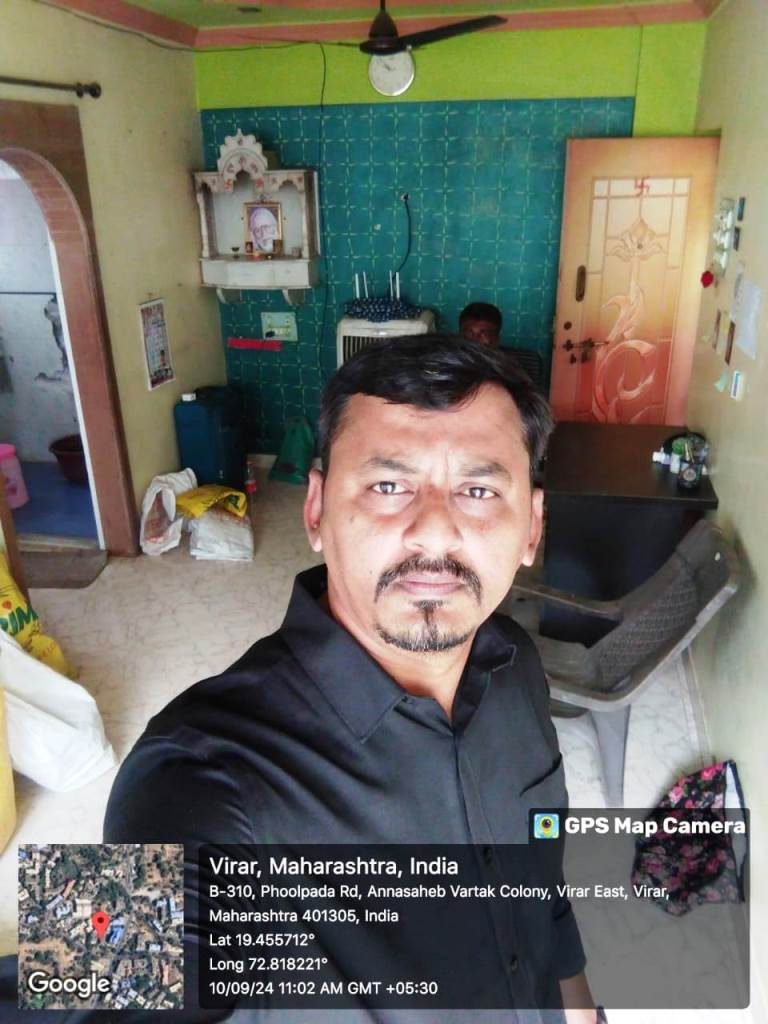 GPS Map Camera
Virar, Maharashtra, India
B-310, Phoolpada Rd, Annasaheb Vartak Colony, Virar East, Virar,
Maharashtra 401305, India
Lat 19.455712°
Long 72.818221°
10/09/24 11:02 AM GMT +05:30
Google